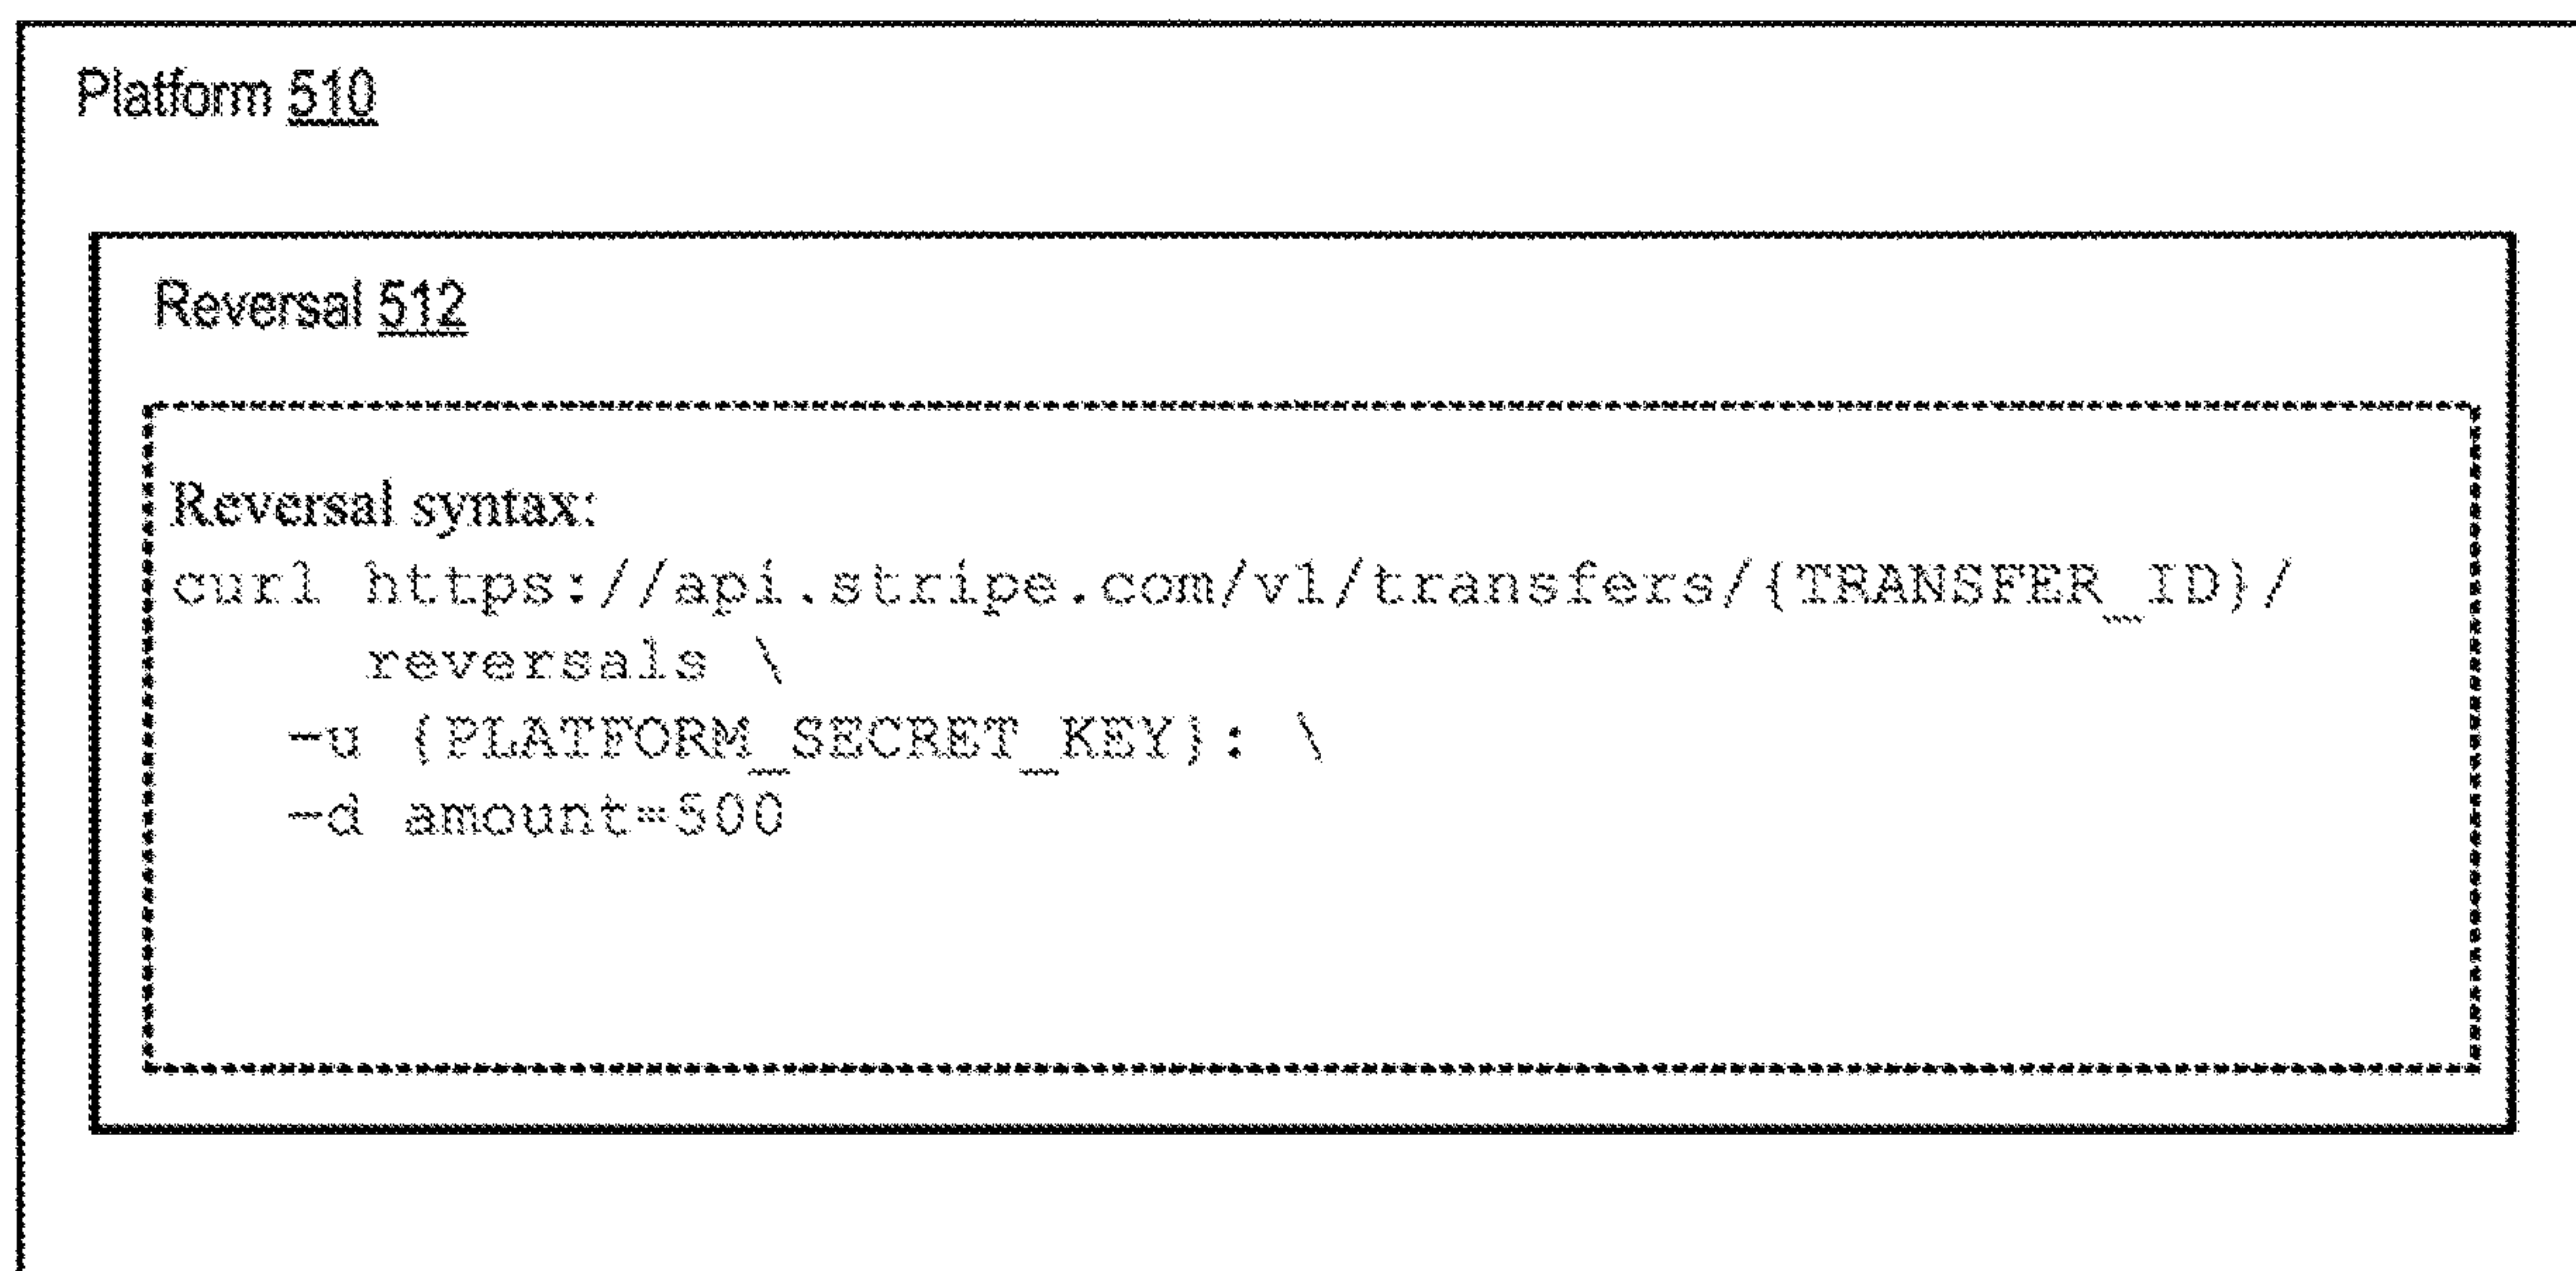 Platform 510
Reversal 512
Reversal syntax:
curl https://api.stripe.com/v1/transfers/{TRANSFER_ID}/
reversals \
-u {PLATFORM_SECRET_KEY}: \
-d amount=500